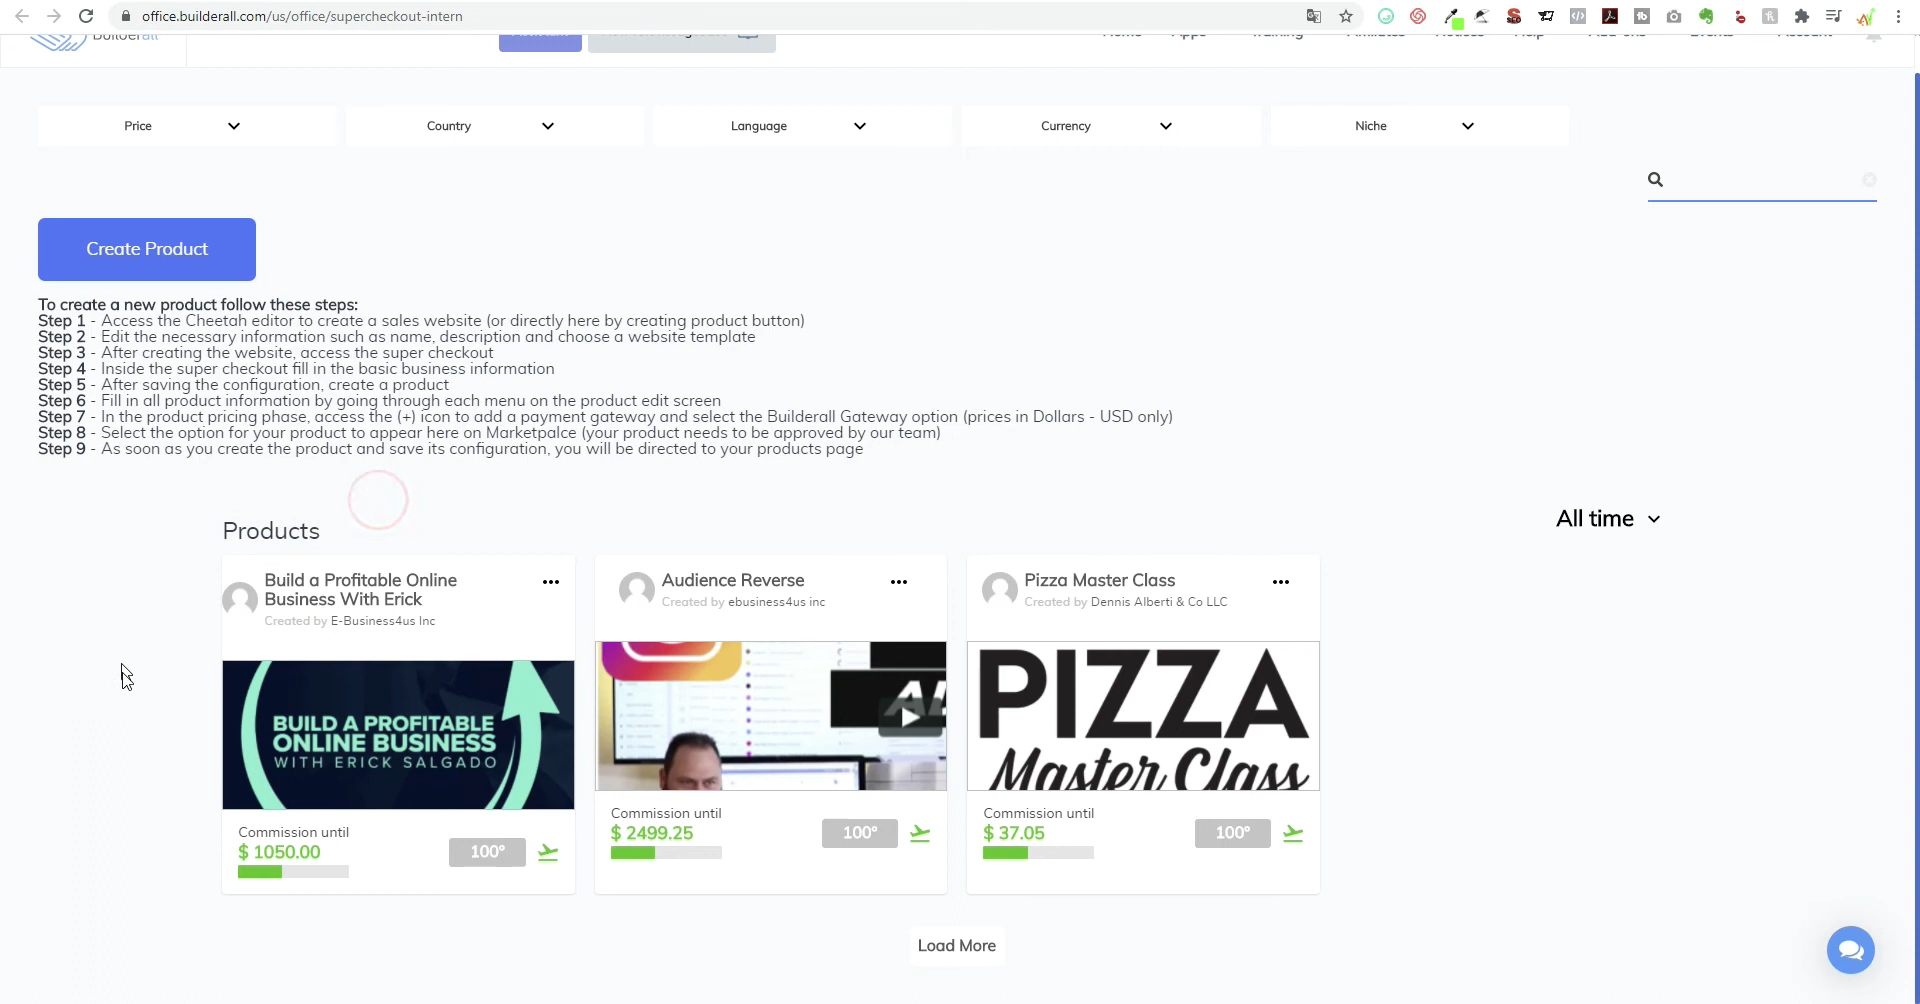 office.builderall.com/us/office/supercheckout-intern
Builderall
Home Apps Training Affiliates Notices Help Add-ons Events Account
Price Country Language Currency Niche
Create Product
To create a new product follow these steps:
Step 1 - Access the Cheetah editor to create a sales website (or directly here by creating product button)
Step 2 - Edit the necessary information such as name, description and choose a website template
Step 3 - After creating the website, access the super checkout
Step 4 - Inside the super checkout fill in the basic business information
Step 5 - After saving the configuration, create a product
Step 6 - Fill in all product information by going through each menu on the product edit screen
Step 7 - In the product pricing phase, access the (+) icon to add a payment gateway and select the Builderall Gateway option (prices in Dollars - USD only)
Step 8 - Select the option for your product to appear here on Marketpalce (your product needs to be approved by our team)
Step 9 - As soon as you create the product and save its configuration, you will be directed to your products page
All time
Products
Build a Profitable Online
Business With Erick
Created by E-Business4us Inc
BUILD A PROFITABLE
ONLINE BUSINESS
WITH ERICK SALGADO
Commission until
$ 1050.00
100°
Audience Reverse
Created by ebusiness4us inc
Commission until
$ 2499.25
100°
Pizza Master Class
Created by Dennis Alberti & Co LLC
PIZZA
Master Class
Commission until
$ 37.05
100°
Load More